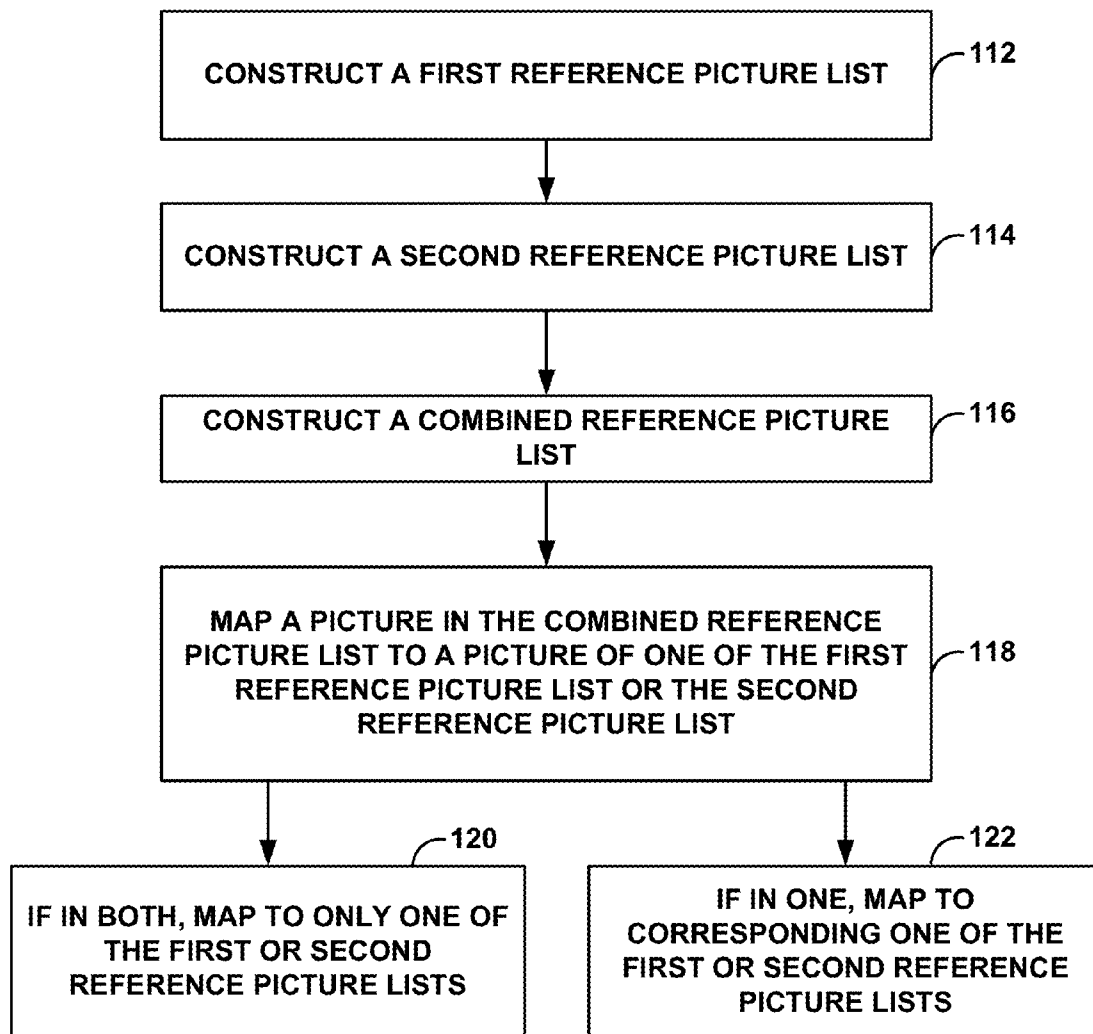 CONSTRUCT A FIRST REFERENCE PICTURE LIST
112
CONSTRUCT A SECOND REFERENCE PICTURE LIST
114
CONSTRUCT A COMBINED REFERENCE PICTURE
LIST
116
MAP A PICTURE IN THE COMBINED REFERENCE
PICTURE LIST TO A PICTURE OF ONE OF THE FIRST
REFERENCE PICTURE LIST OR THE SECOND
REFERENCE PICTURE LIST
118
120
IF IN BOTH, MAP TO ONLY ONE OF
THE FIRST OR SECOND
REFERENCE PICTURE LISTS
122
IF IN ONE, MAP TO
CORRESPONDING ONE OF THE
FIRST OR SECOND REFERENCE
PICTURE LISTS